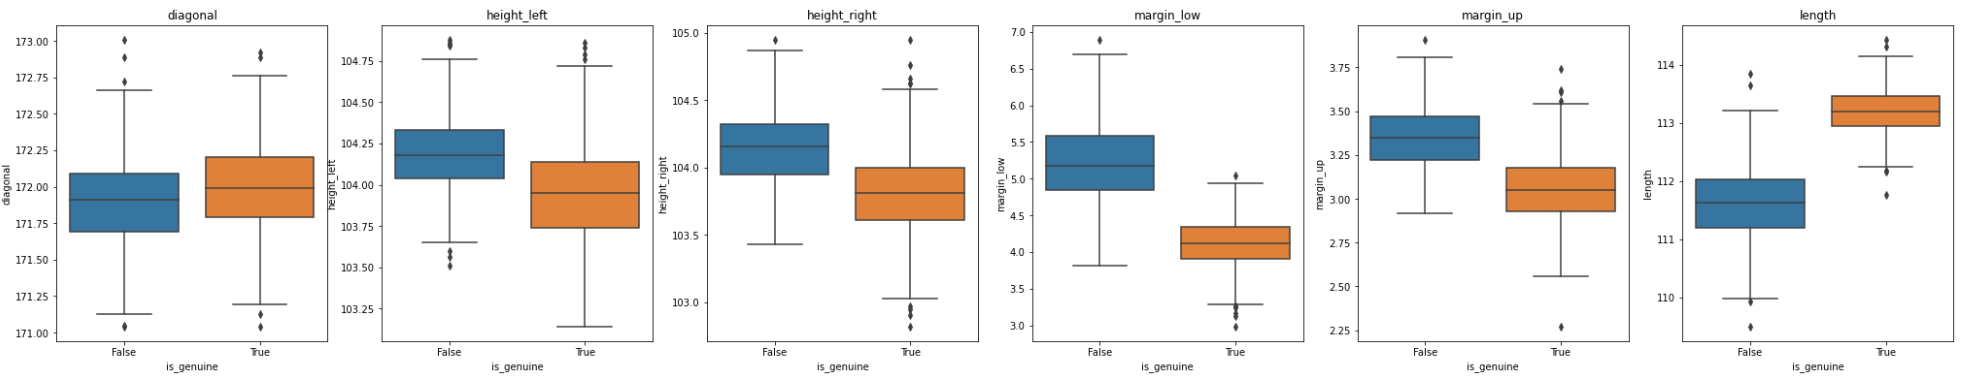 diagonal
173.00
172.75
172.50
172.25
172.00
171.75
171.50
171.25
171.00
diagonal
False
True
is_genuine
height_left
104.75
104.50
104.25
104.00
103.75
103.50
103.25
height_left
False
True
is_genuine
height_right
105.0
104.5
104.0
103.5
103.0
height_right
False
True
is_genuine
margin_low
7.0
6.5
6.0
5.5
5.0
4.5
4.0
3.5
3.0
margin_low
False
True
is_genuine
margin_up
3.75
3.50
3.25
3.00
2.75
2.50
2.25
margin_up
False
True
is_genuine
length
114
113
112
111
110
length
False
True
is_genuine